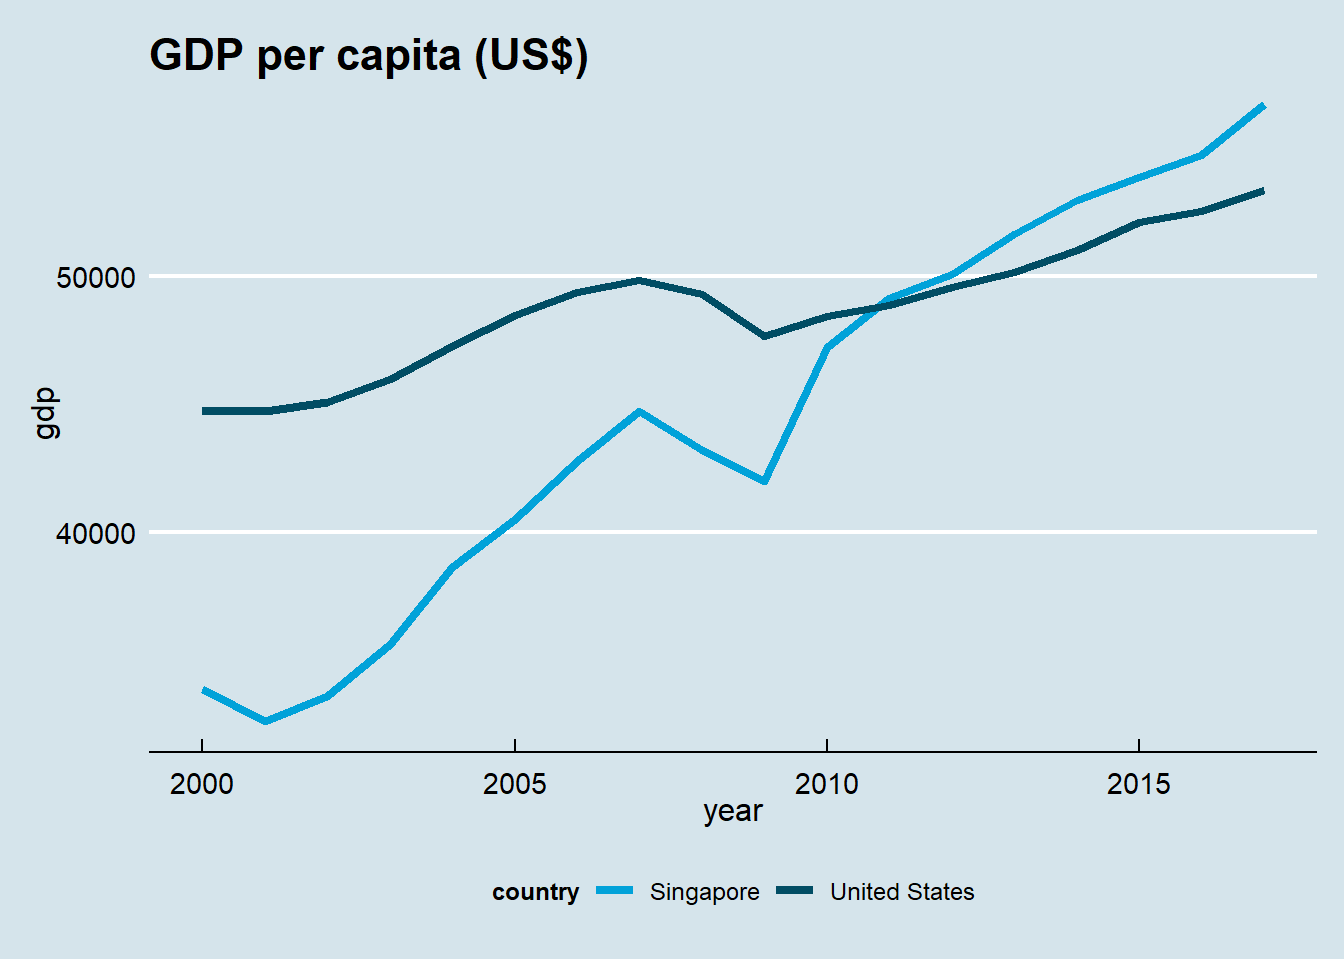 GDP per capita (US$)
50000
gdp
40000
2000 2005 2010 2015
year
country Singapore United States